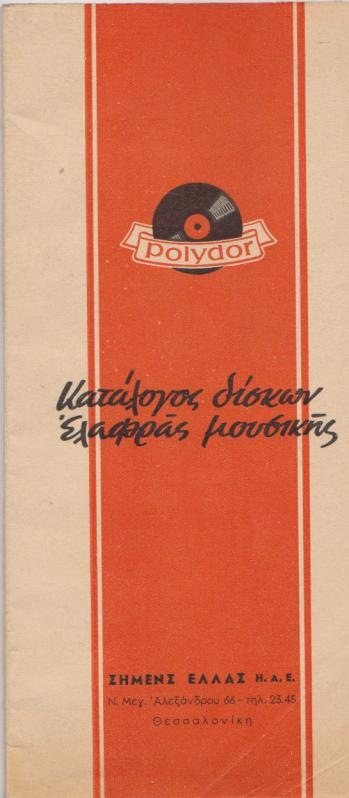 Polydor
Κατάλογος δίσκων
Ἐλαφρᾶς μουσικῆς
ΣΗΜΕΝΣ ΕΛΛΑΣ Η.Α.Ε.
Ν. Μεγ. Ἀλεξάνδρου 66 - τηλ. 23.45
Θεσσαλονίκη